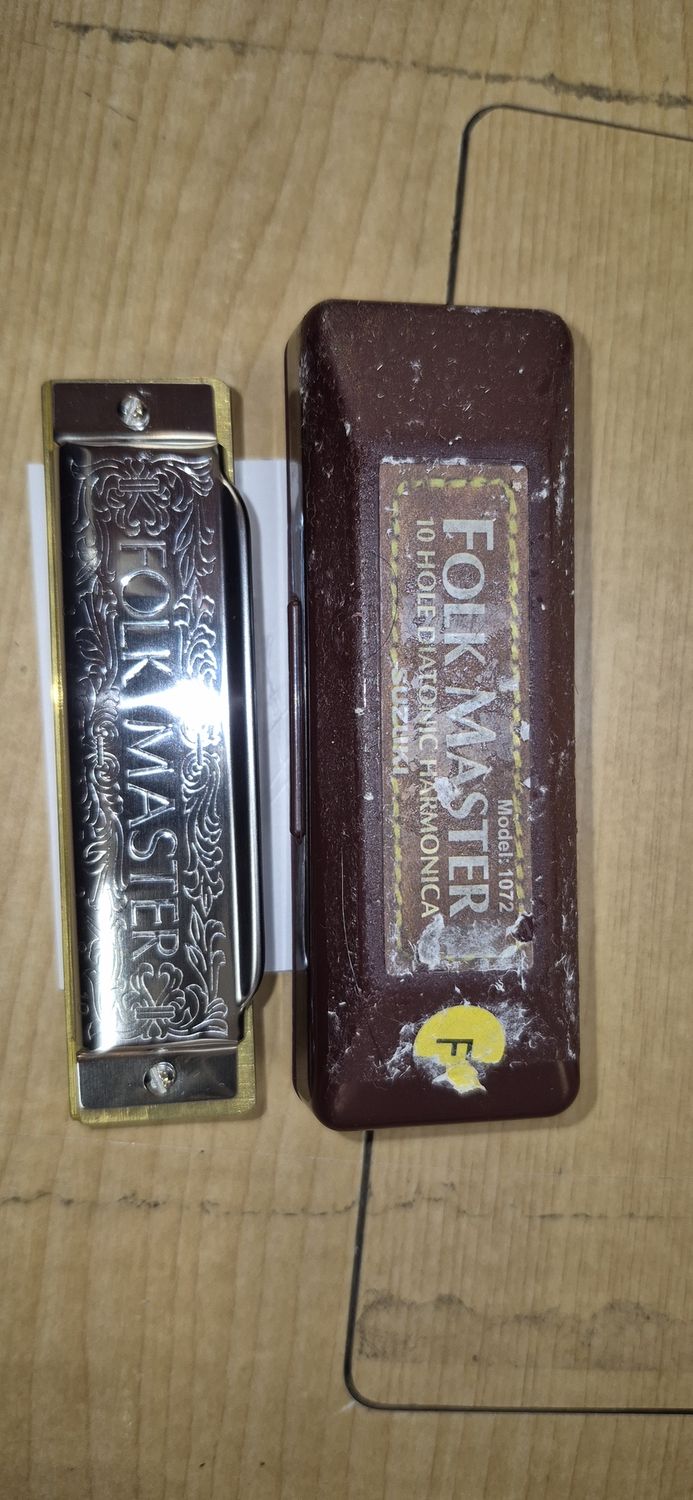 FOLK MASTER
Model: 1072
FOLK MASTER
10 HOLE DIATONIC HARMONICA
SUZUKI
F